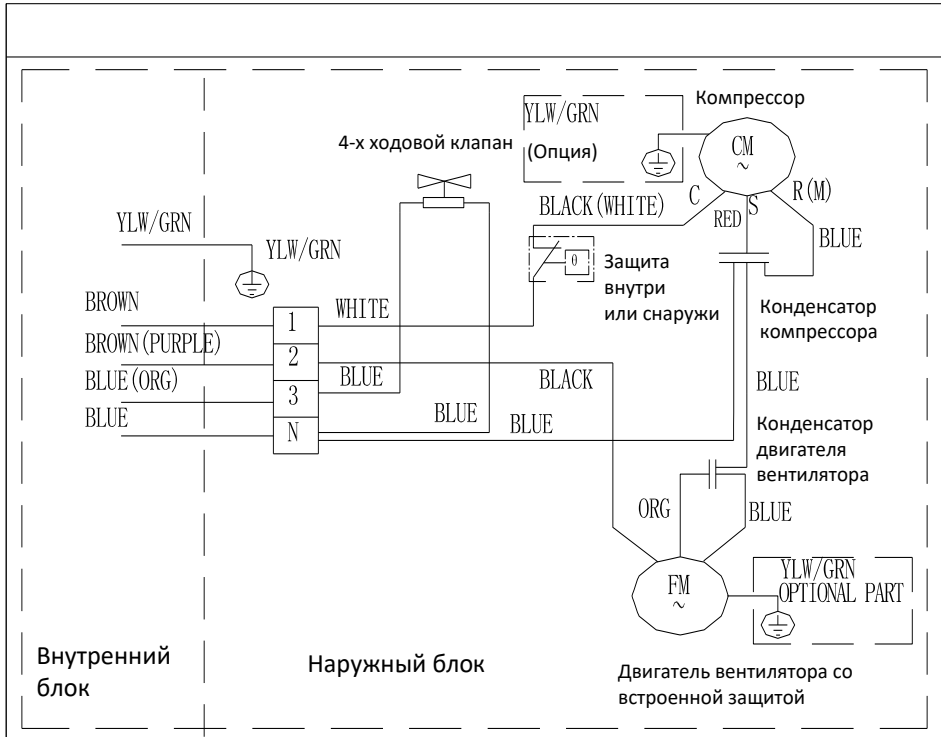 YLW/GRN
(Опция)
Компрессор
4-х ходовой клапан
CM
~
C
S
R(M)
BLACK(WHITE)
RED
BLUE
YLW/GRN
YLW/GRN
θ
Защита
внутри
или снаружи
Конденсатор
компрессора
BROWN
1
WHITE
BROWN(PURPLE)
2
BLUE
BLACK
BLUE
BLUE(ORG)
3
BLUE
N
BLUE
BLUE
Конденсатор
двигателя
вентилятора
ORG
BLUE
FM
~
YLW/GRN
OPTIONAL PART
Внутренний
блок
Наружный блок
Двигатель вентилятора со
встроенной защитой